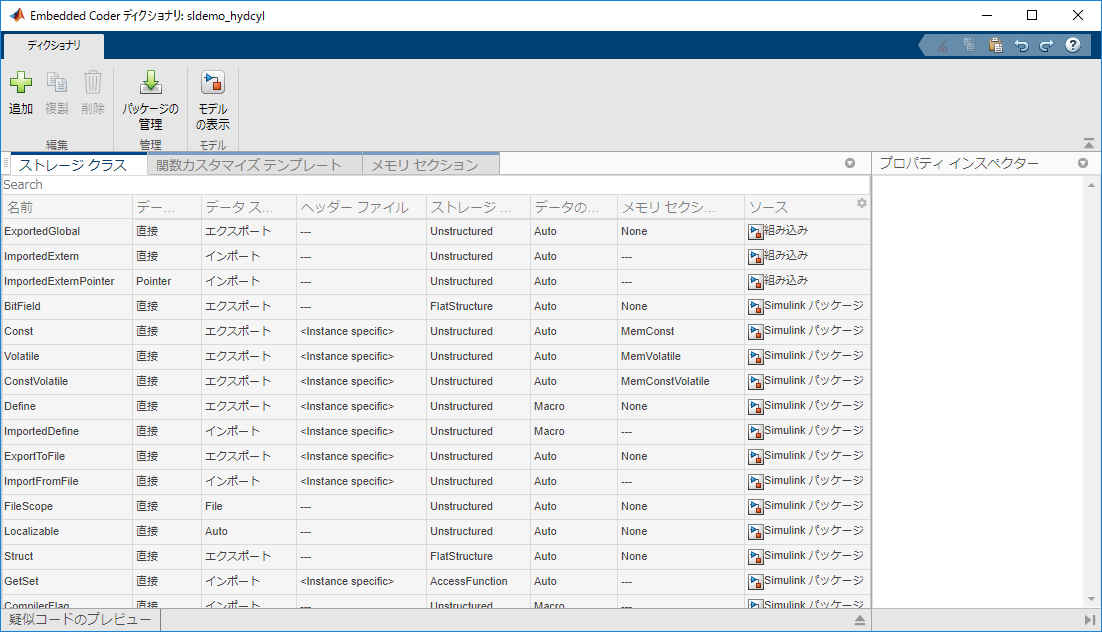 Embedded Coder ディクショナリ: sldemo_hydcyl
ディクショナリ
追加 複製 削除 パッケージの管理 モデルの表示
編集 管理 モデル
ストレージ クラス 関数カスタマイズ テンプレート メモリ セクション プロパティ インスペクター
Search
名前 デー... データ ス... ヘッダー ファイル ストレージ ... データの... メモリ セクシ... ソース
ExportedGlobal 直接 エクスポート --- Unstructured Auto None 組み込み
ImportedExtern 直接 インポート --- Unstructured Auto --- 組み込み
ImportedExternPointer Pointer インポート --- Unstructured Auto --- 組み込み
BitField 直接 エクスポート --- FlatStructure Auto None Simulink パッケージ
Const 直接 エクスポート <Instance specific> Unstructured Auto MemConst Simulink パッケージ
Volatile 直接 エクスポート <Instance specific> Unstructured Auto MemVolatile Simulink パッケージ
ConstVolatile 直接 エクスポート <Instance specific> Unstructured Auto MemConstVolatile Simulink パッケージ
Define 直接 エクスポート <Instance specific> Unstructured Macro None Simulink パッケージ
ImportedDefine 直接 インポート <Instance specific> Unstructured Macro --- Simulink パッケージ
ExportToFile 直接 エクスポート <Instance specific> Unstructured Auto None Simulink パッケージ
ImportFromFile 直接 インポート <Instance specific> Unstructured Auto --- Simulink パッケージ
FileScope 直接 File --- Unstructured Auto None Simulink パッケージ
Localizable 直接 Auto --- Unstructured Auto None Simulink パッケージ
Struct 直接 エクスポート --- FlatStructure Auto None Simulink パッケージ
GetSet 直接 インポート <Instance specific> AccessFunction Auto --- Simulink パッケージ
CompilerFlag 直接 インポート --- Unstructured Macro --- Simulink パッケージ
疑似コードのプレビュー